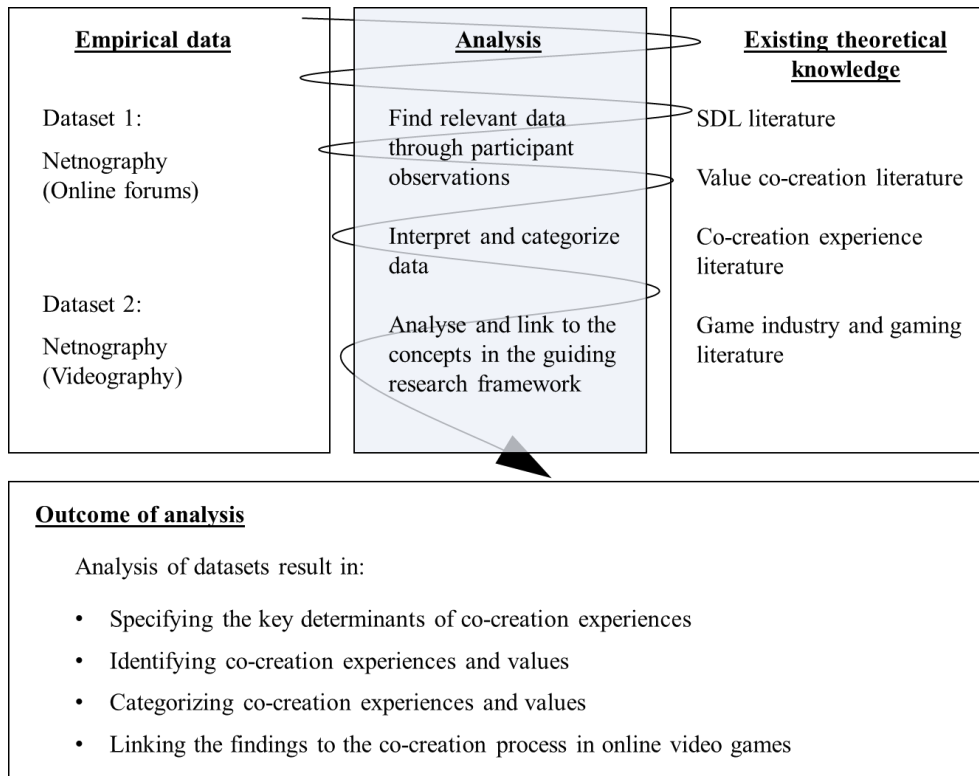 Empirical data
Dataset 1:
Netnography
(Online forums)
Dataset 2:
Netnography
(Videography)
Analysis
Find relevant data
through participant
observations
Interpret and categorize
data
Analyse and link to the
concepts in the guiding
research framework
Existing theoretical
knowledge
SDL literature
Value co-creation literature
Co-creation experience
literature
Game industry and gaming
literature
Outcome of analysis
Analysis of datasets result in:
• Specifying the key determinants of co-creation experiences
• Identifying co-creation experiences and values
• Categorizing co-creation experiences and values
• Linking the findings to the co-creation process in online video games